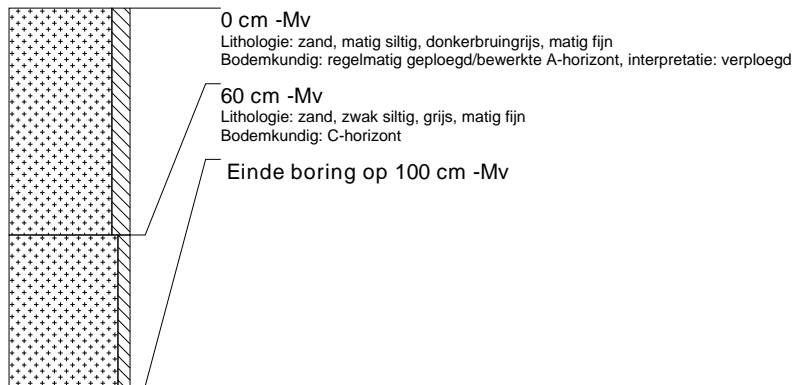 0 cm -Mv
Lithologie: zand, matig siltig, donkerbruingrijs, matig fijn
Bodemkundig: regelmatig geploegd/bewerkte A-horizont, interpretatie: verploegd
60 cm -Mv
Lithologie: zand, zwak siltig, grijs, matig fijn
Bodemkundig: C-horizont
Einde boring op 100 cm -Mv